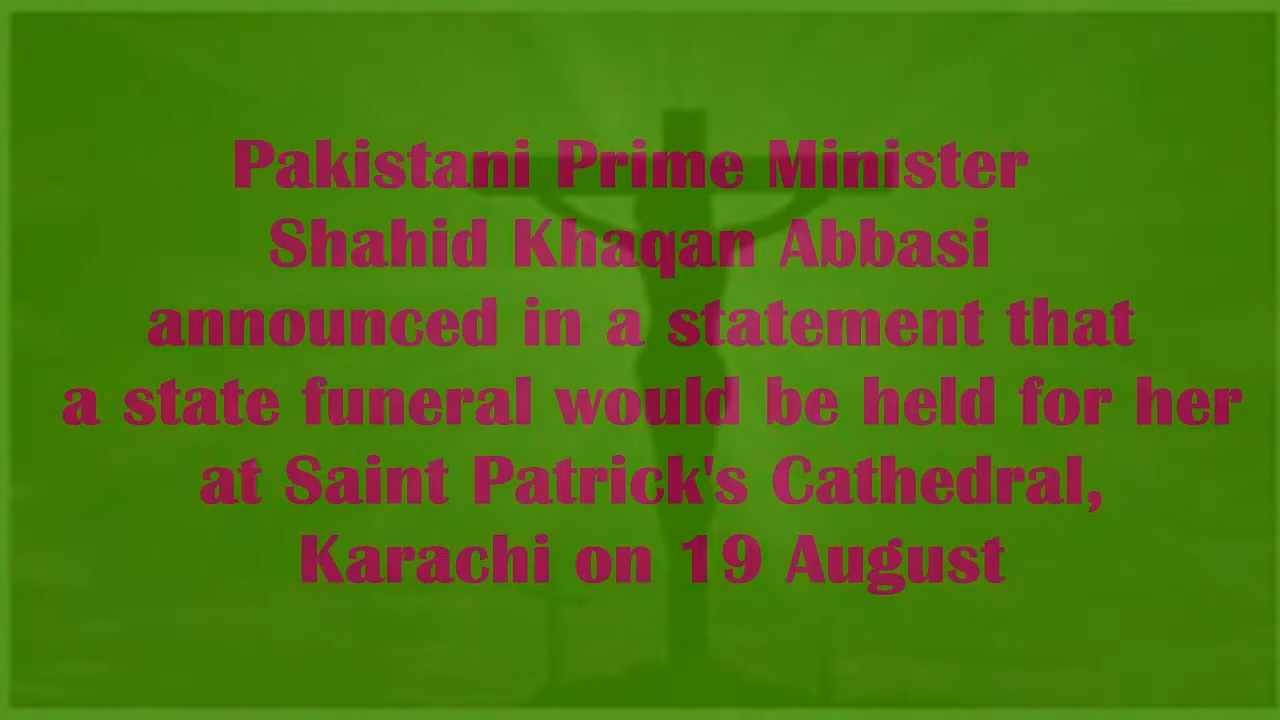 Pakistani Prime Minister
Shahid Khaqan Abbasi
announced in a statement that
a state funeral would be held for her
at Saint Patrick's Cathedral,
Karachi on 19 August